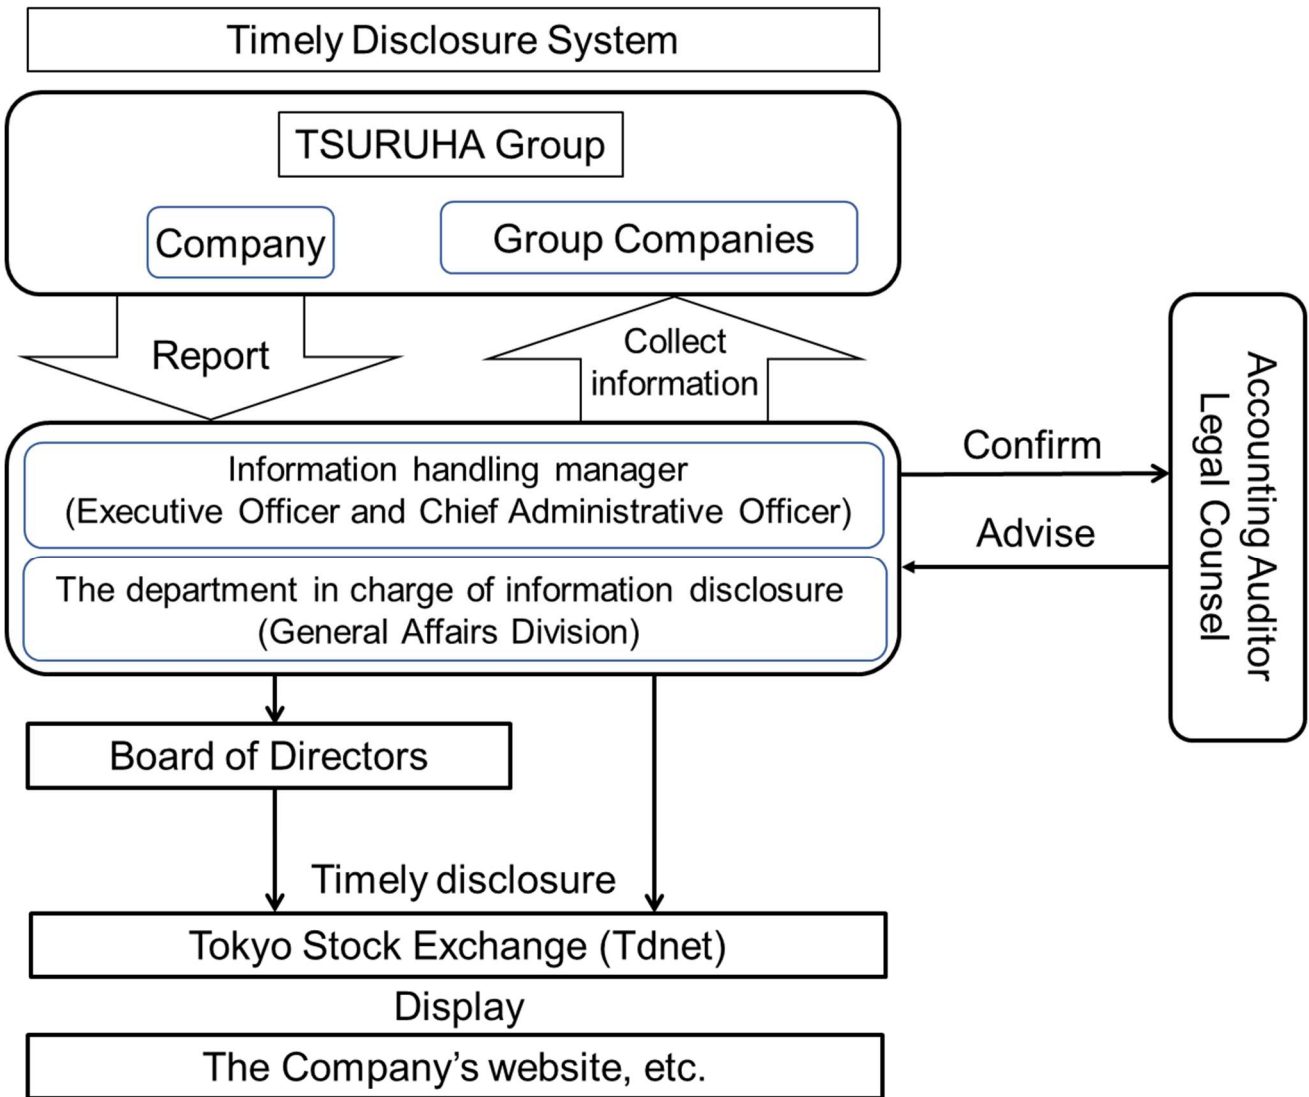 Timely Disclosure System
TSURUHA Group
Company
Group Companies
Report
Collect
information
Information handling manager
(Executive Officer and Chief Administrative Officer)
The department in charge of information disclosure
(General Affairs Division)
Confirm
Advise
Accounting Auditor
Legal Counsel
Board of Directors
Timely disclosure
Tokyo Stock Exchange (Tdnet)
Display
The Company’s website, etc.